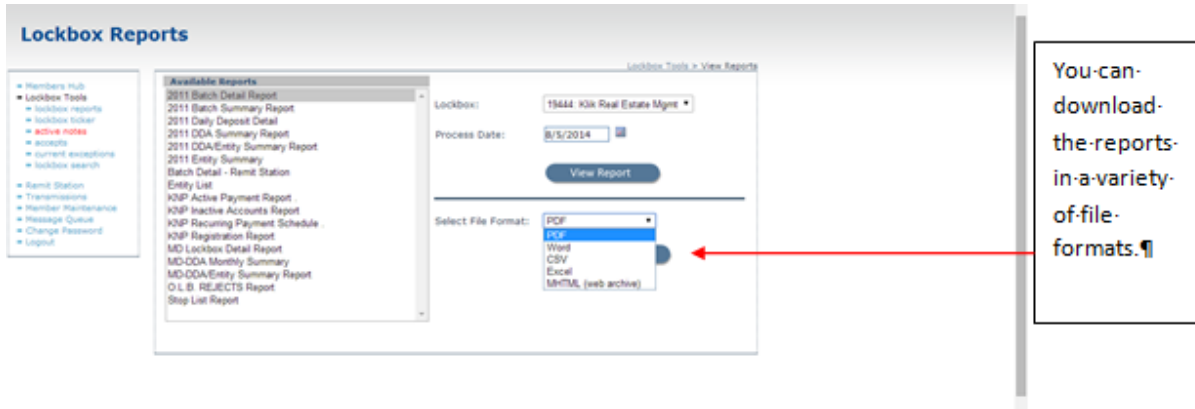 Lockbox Reports
Lockbox Tools > View Reports
Members Hub
Lockbox Tools
lockbox reports
lockbox ticker
active notes
accepts
current exceptions
lockbox search
Remit Station
Transmissions
Member Maintenance
Message Queue
Change Password
Logout
Available Reports
2011 Batch Detail Report
2011 Batch Summary Report
2011 Daily Deposit Detail
2011 DDA Summary Report
2011 DDA/Entity Summary Report
2011 Entity Summary
Batch Detail - Remit Station
Entity List
KNP Active Payment Report .
KNP Inactive Accounts Report
KNP Recurring Payment Schedule .
KNP Registration Report
MD Lockbox Detail Report
MD-DDA Monthly Summary
MD-DDA/Entity Summary Report
O.L.B. REJECTS Report
Stop List Report
Lockbox: 19444: Klik Real Estate Mgmt
Process Date: 8/5/2014
View Report
Select File Format: PDF
PDF
Word
CSV
Excel
MHTML (web archive)
You·can·
download·
the·reports·
in·a·variety·
of·file·
formats.¶